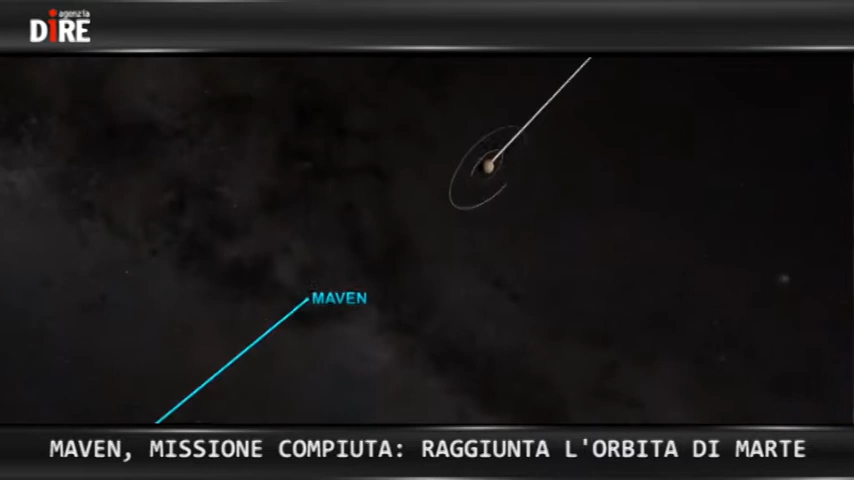 agenzia
DiRE
MAVEN
MAVEN, MISSIONE COMPIUTA: RAGGIUNTA L'ORBITA DI MARTE